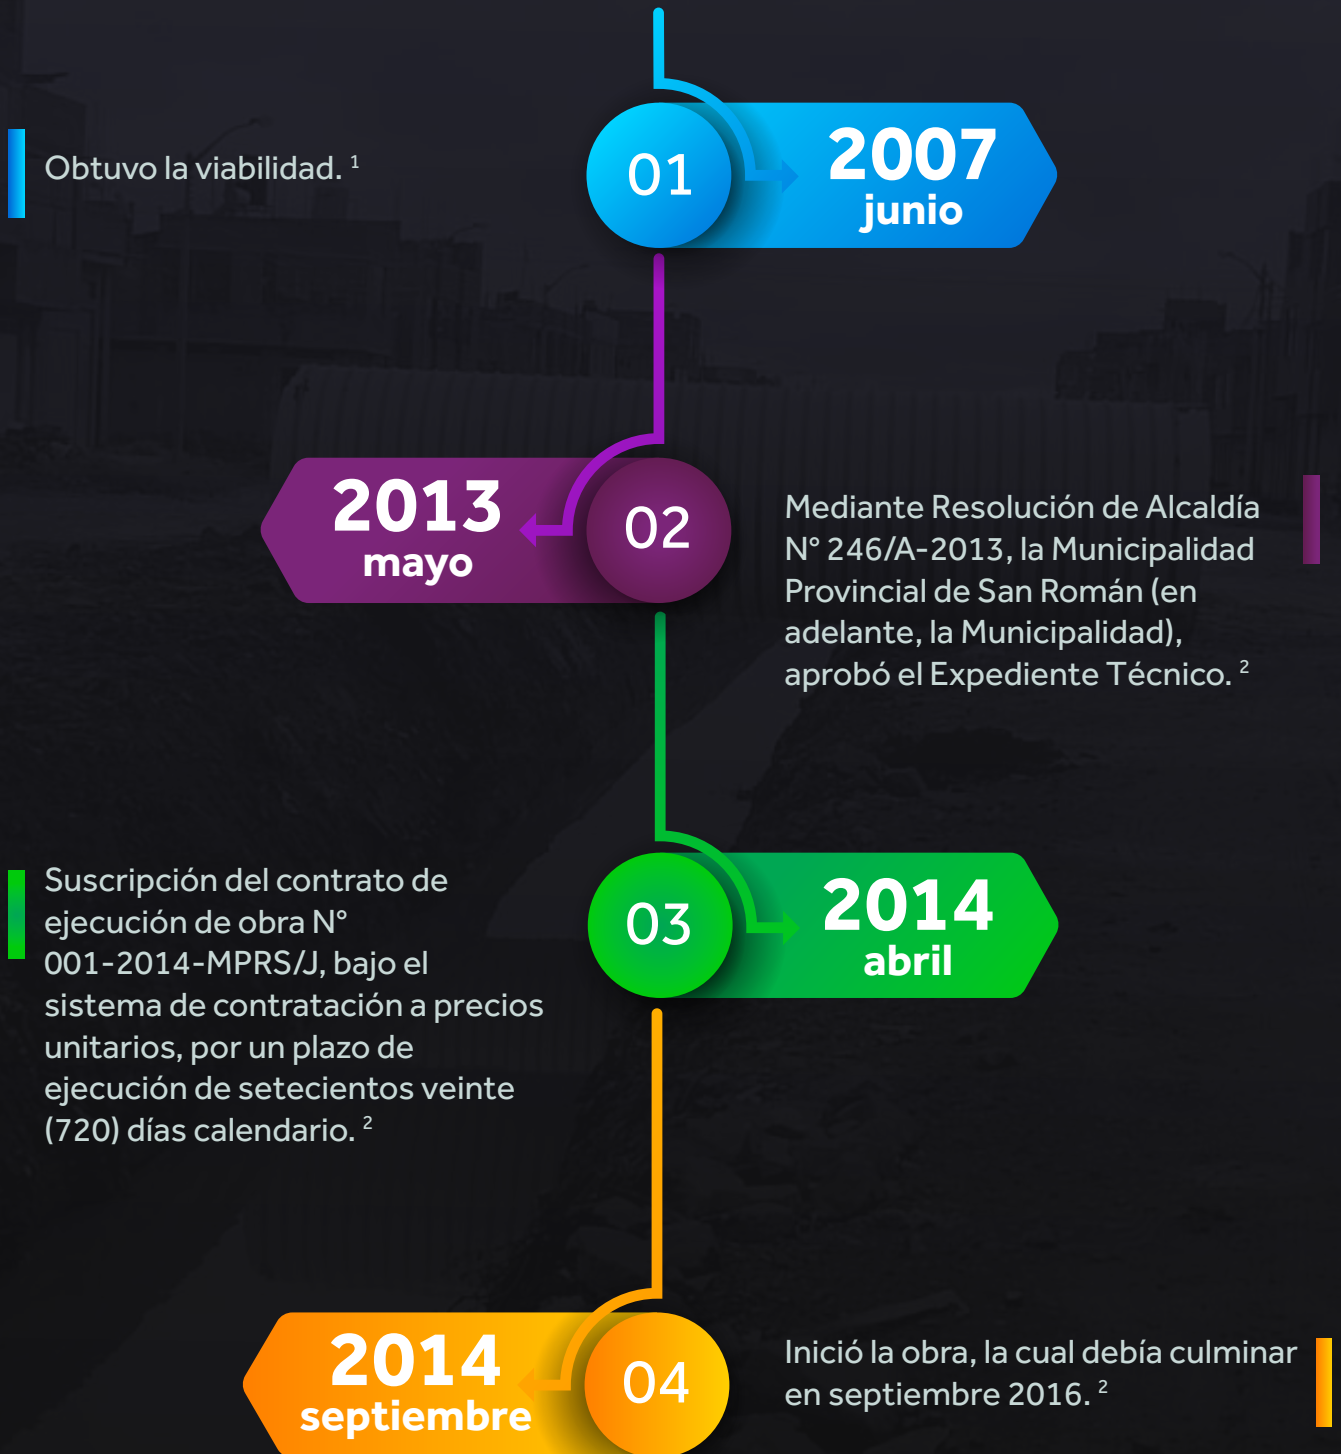 Obtuvo la viabilidad. 1
01
2007
junio
2013
mayo
02
Mediante Resolución de Alcaldía
N° 246/A-2013, la Municipalidad
Provincial de San Román (en
adelante, la Municipalidad),
aprobó el Expediente Técnico. 2
Suscripción del contrato de
ejecución de obra N°
001-2014-MPRS/J, bajo el
sistema de contratación a precios
unitarios, por un plazo de
ejecución de setecientos veinte
(720) días calendario. 2
03
2014
abril
2014
septiembre
04
Inició la obra, la cual debía culminar
en septiembre 2016. 2